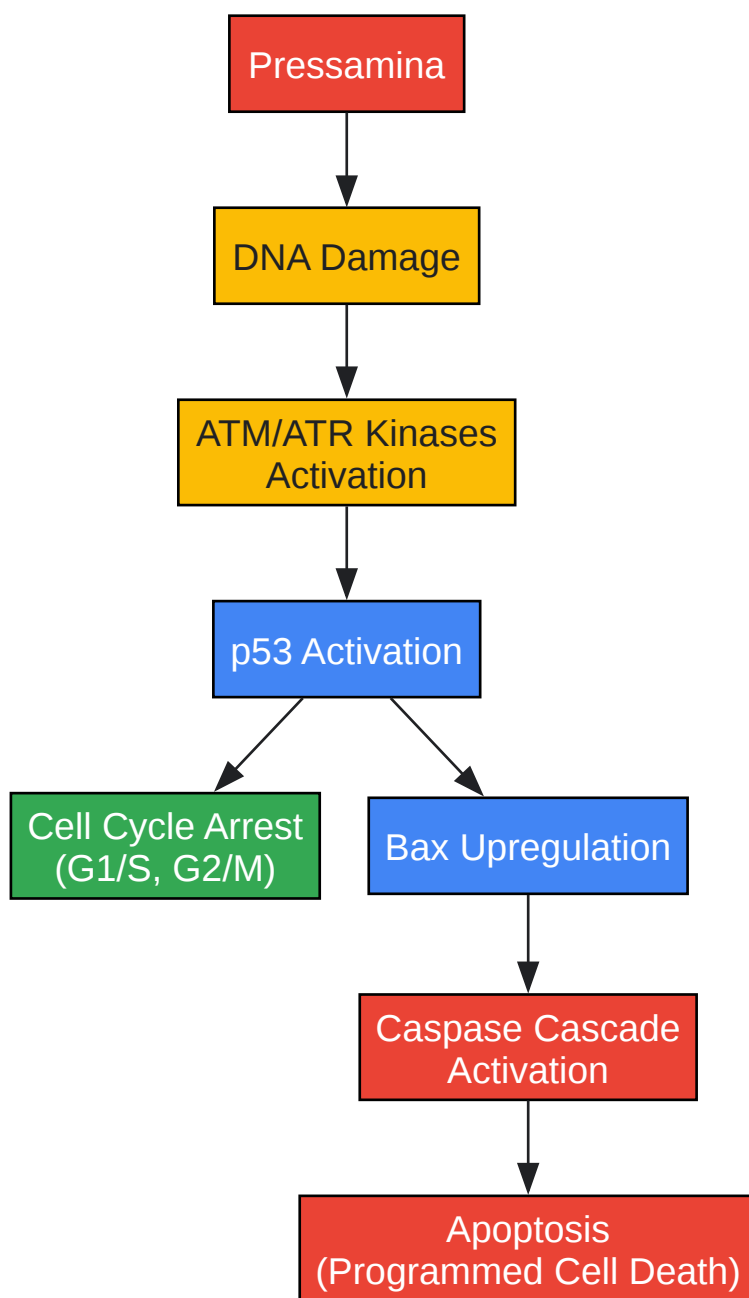 Pressamina
DNA Damage
ATM/ATR Kinases
Activation
p53 Activation
Cell Cycle Arrest
(G1/S, G2/M)
Bax Upregulation
Caspase Cascade
Activation
Apoptosis
(Programmed Cell Death)